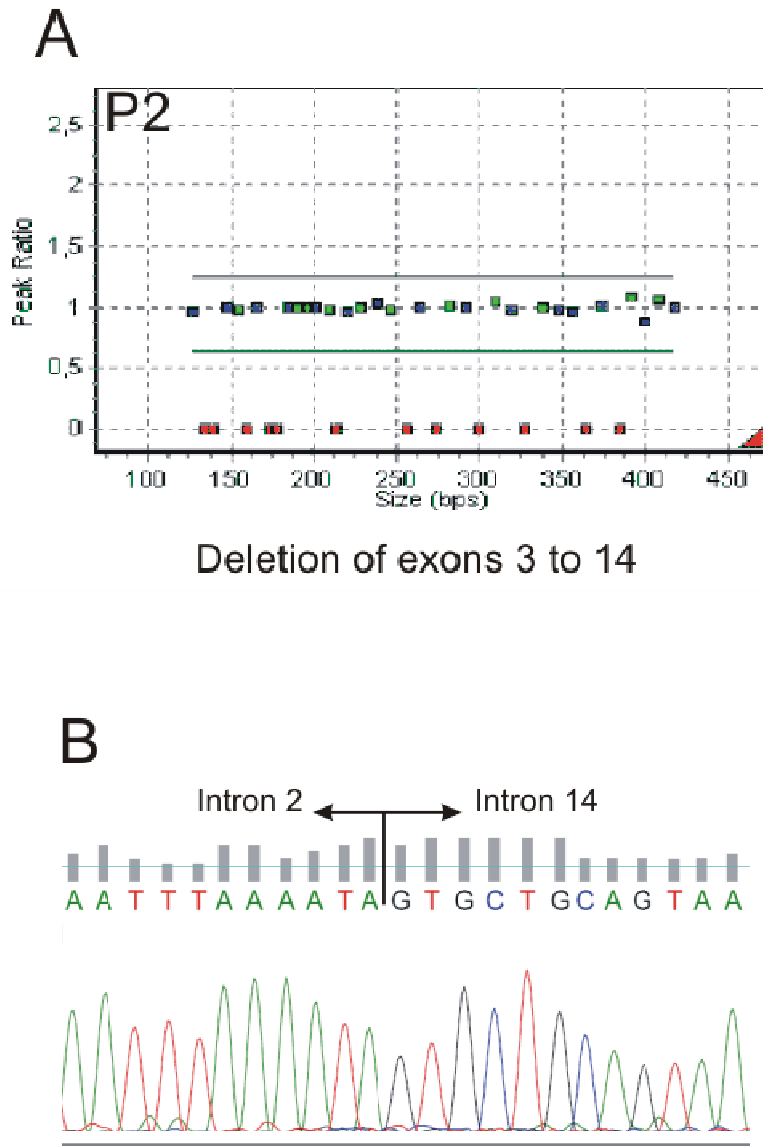 A
P2
2,5
2
1,5
1
0,5
0
Peak Ratio
100 150 200 250 300 350 400 450
Size (bps)
Deletion of exons 3 to 14
B
Intron 2 Intron 14
A A T T T A A A A T A G T G C T G C A G T A A